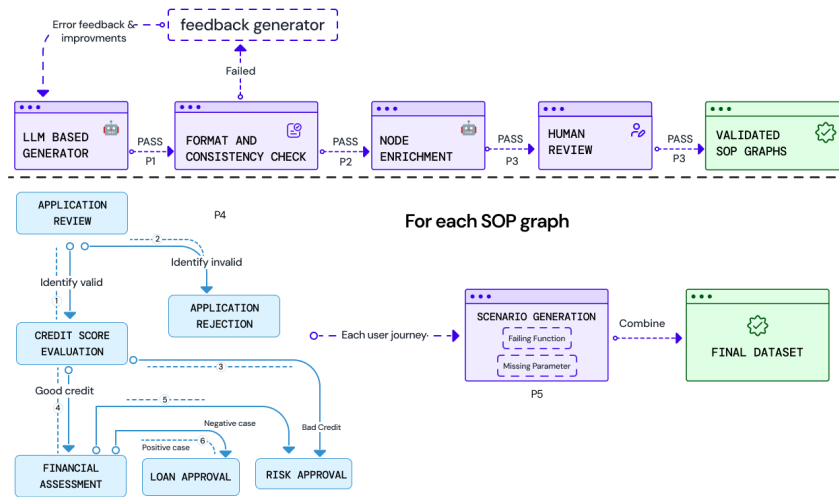 Error feedback &
improvments
feedback generator
Failed
LLM BASED
GENERATOR
PASS
P1
FORMAT AND
CONSISTENCY CHECK
PASS
P2
NODE
ENRICHMENT
PASS
P3
HUMAN
REVIEW
PASS
P3
VALIDATED
SOP GRAPHS
APPLICATION
REVIEW
P4
For each SOP graph
2
Identify invalid
Identify valid
1
APPLICATION
REJECTION
CREDIT SCORE
EVALUATION
3
Good credit
4
5
Negative case
Bad Credit
Positive case
6
FINANCIAL
ASSESSMENT
LOAN APPROVAL
RISK APPROVAL
Each user journey
SCENARIO GENERATION
Failing Function
Missing Parameter
P5
Combine
FINAL DATASET